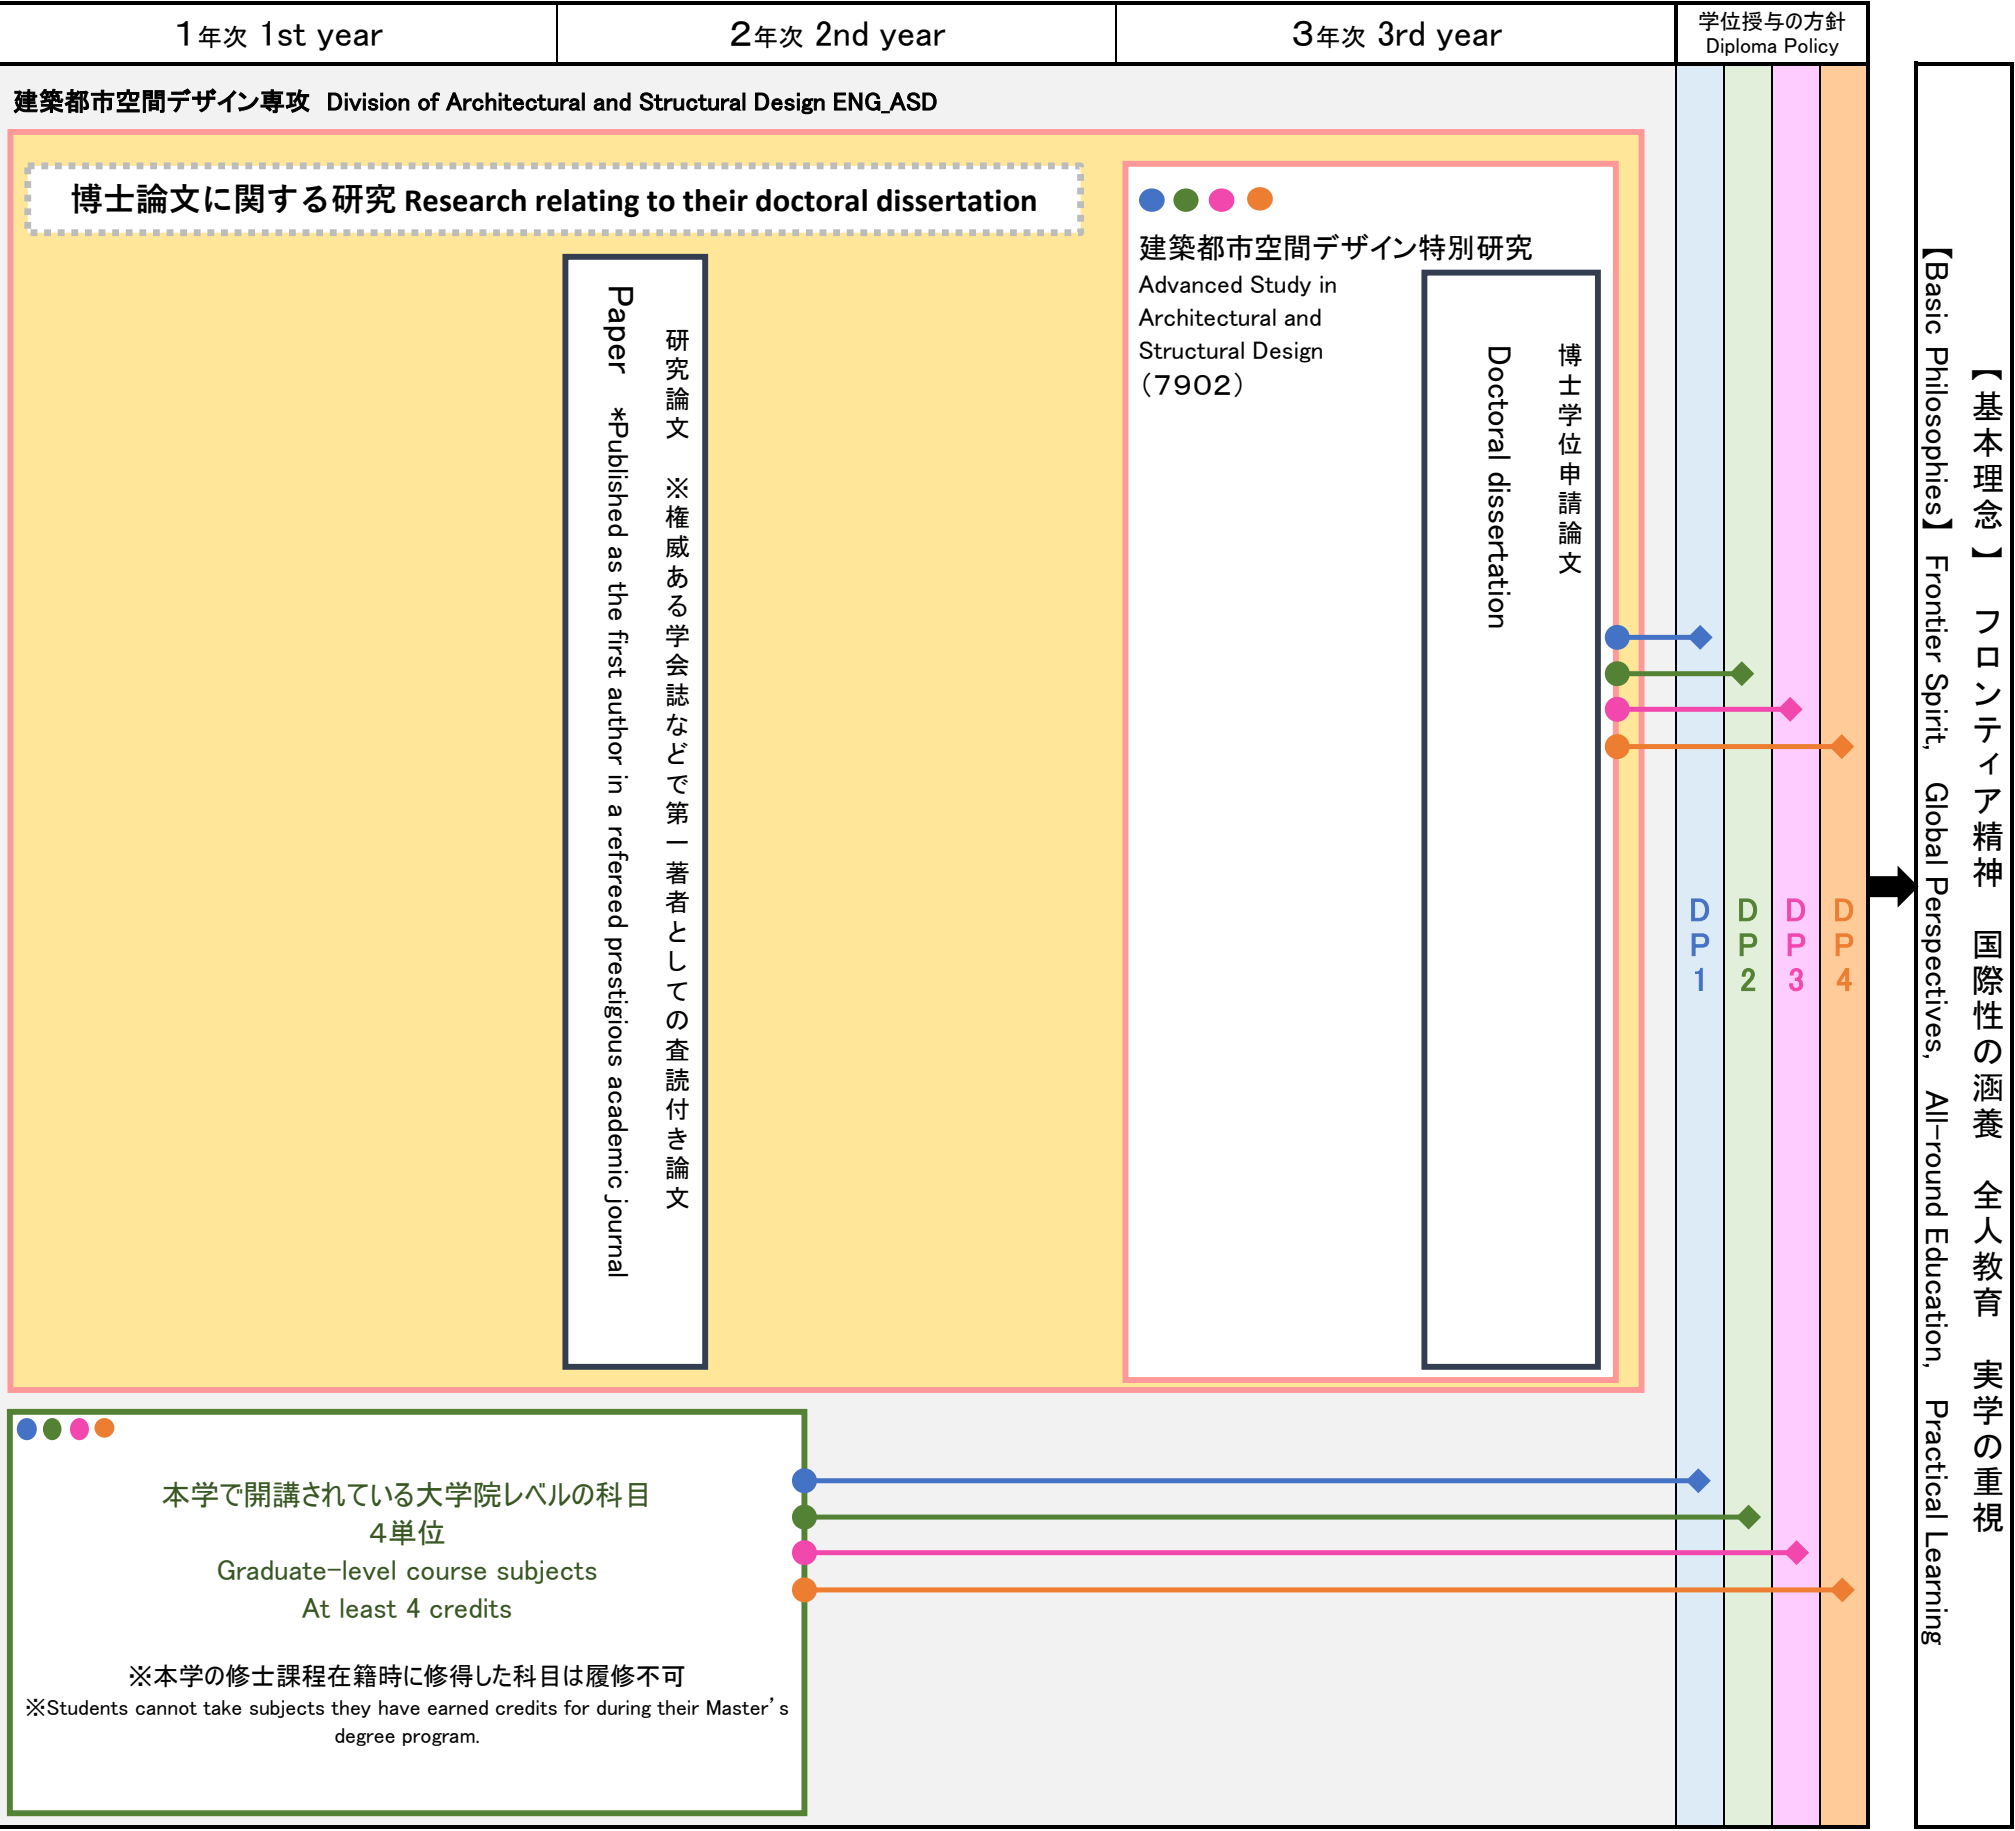 1年次 1st year
2年次 2nd year
3年次 3rd year
学位授与の方針
Diploma Policy
建築都市空間デザイン専攻 Division of Architectural and Structural Design ENG_ASD
博士論文に関する研究 Research relating to their doctoral dissertation
研究論文 ※権威ある学会誌などで第一著者としての査読付き論文
Paper *Published as the first author in a refereed prestigious academic journal
建築都市空間デザイン特別研究
Advanced Study in
Architectural and
Structural Design
（7902）
博士学位申請論文
Doctoral dissertation
DP1
DP2
DP3
DP4
本学で開講されている大学院レベルの科目
4単位
Graduate-level course subjects
At least 4 credits
※本学の修士課程在籍時に修得した科目は履修不可
※Students cannot take subjects they have earned credits for during their Master's
degree program.
【基本理念】 フロンティア精神 国際性の涵養 全人教育 実学の重視
【Basic Philosophies】 Frontier Spirit, Global Perspectives, All-round Education, Practical Learning